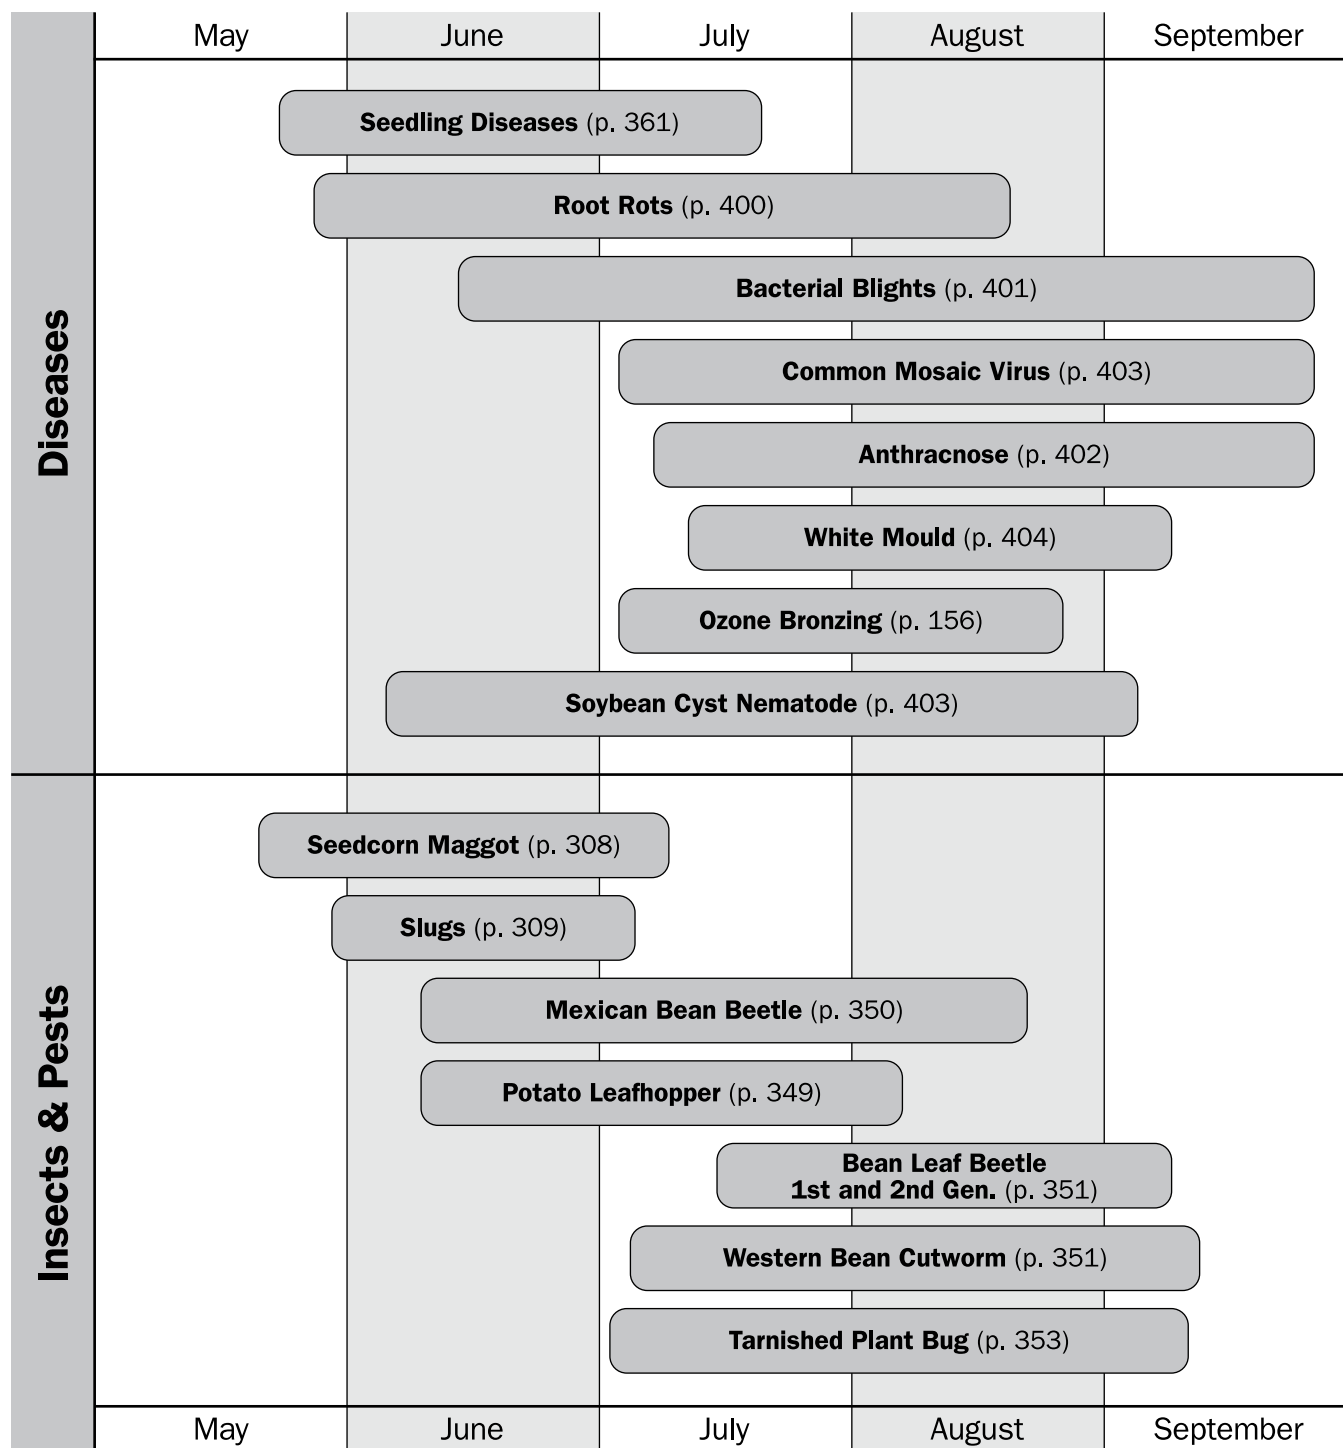 May June July August September
Diseases
Seedling Diseases (p. 361)
Root Rots (p. 400)
Bacterial Blights (p. 401)
Common Mosaic Virus (p. 403)
Anthracnose (p. 402)
White Mould (p. 404)
Ozone Bronzing (p. 156)
Soybean Cyst Nematode (p. 403)
Insects & Pests
Seedcorn Maggot (p. 308)
Slugs (p. 309)
Mexican Bean Beetle (p. 350)
Potato Leafhopper (p. 349)
Bean Leaf Beetle
1st and 2nd Gen. (p. 351)
Western Bean Cutworm (p. 351)
Tarnished Plant Bug (p. 353)
May June July August September